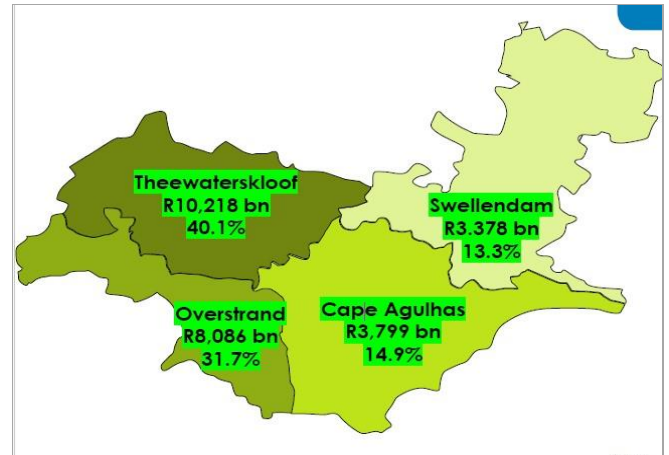 Theewaterskloof
R10,218 bn
40.1%
Swellendam
R3.378 bn
13.3%
Overstrand
R8,086 bn
31.7%
Cape Agulhas
R3,799 bn
14.9%